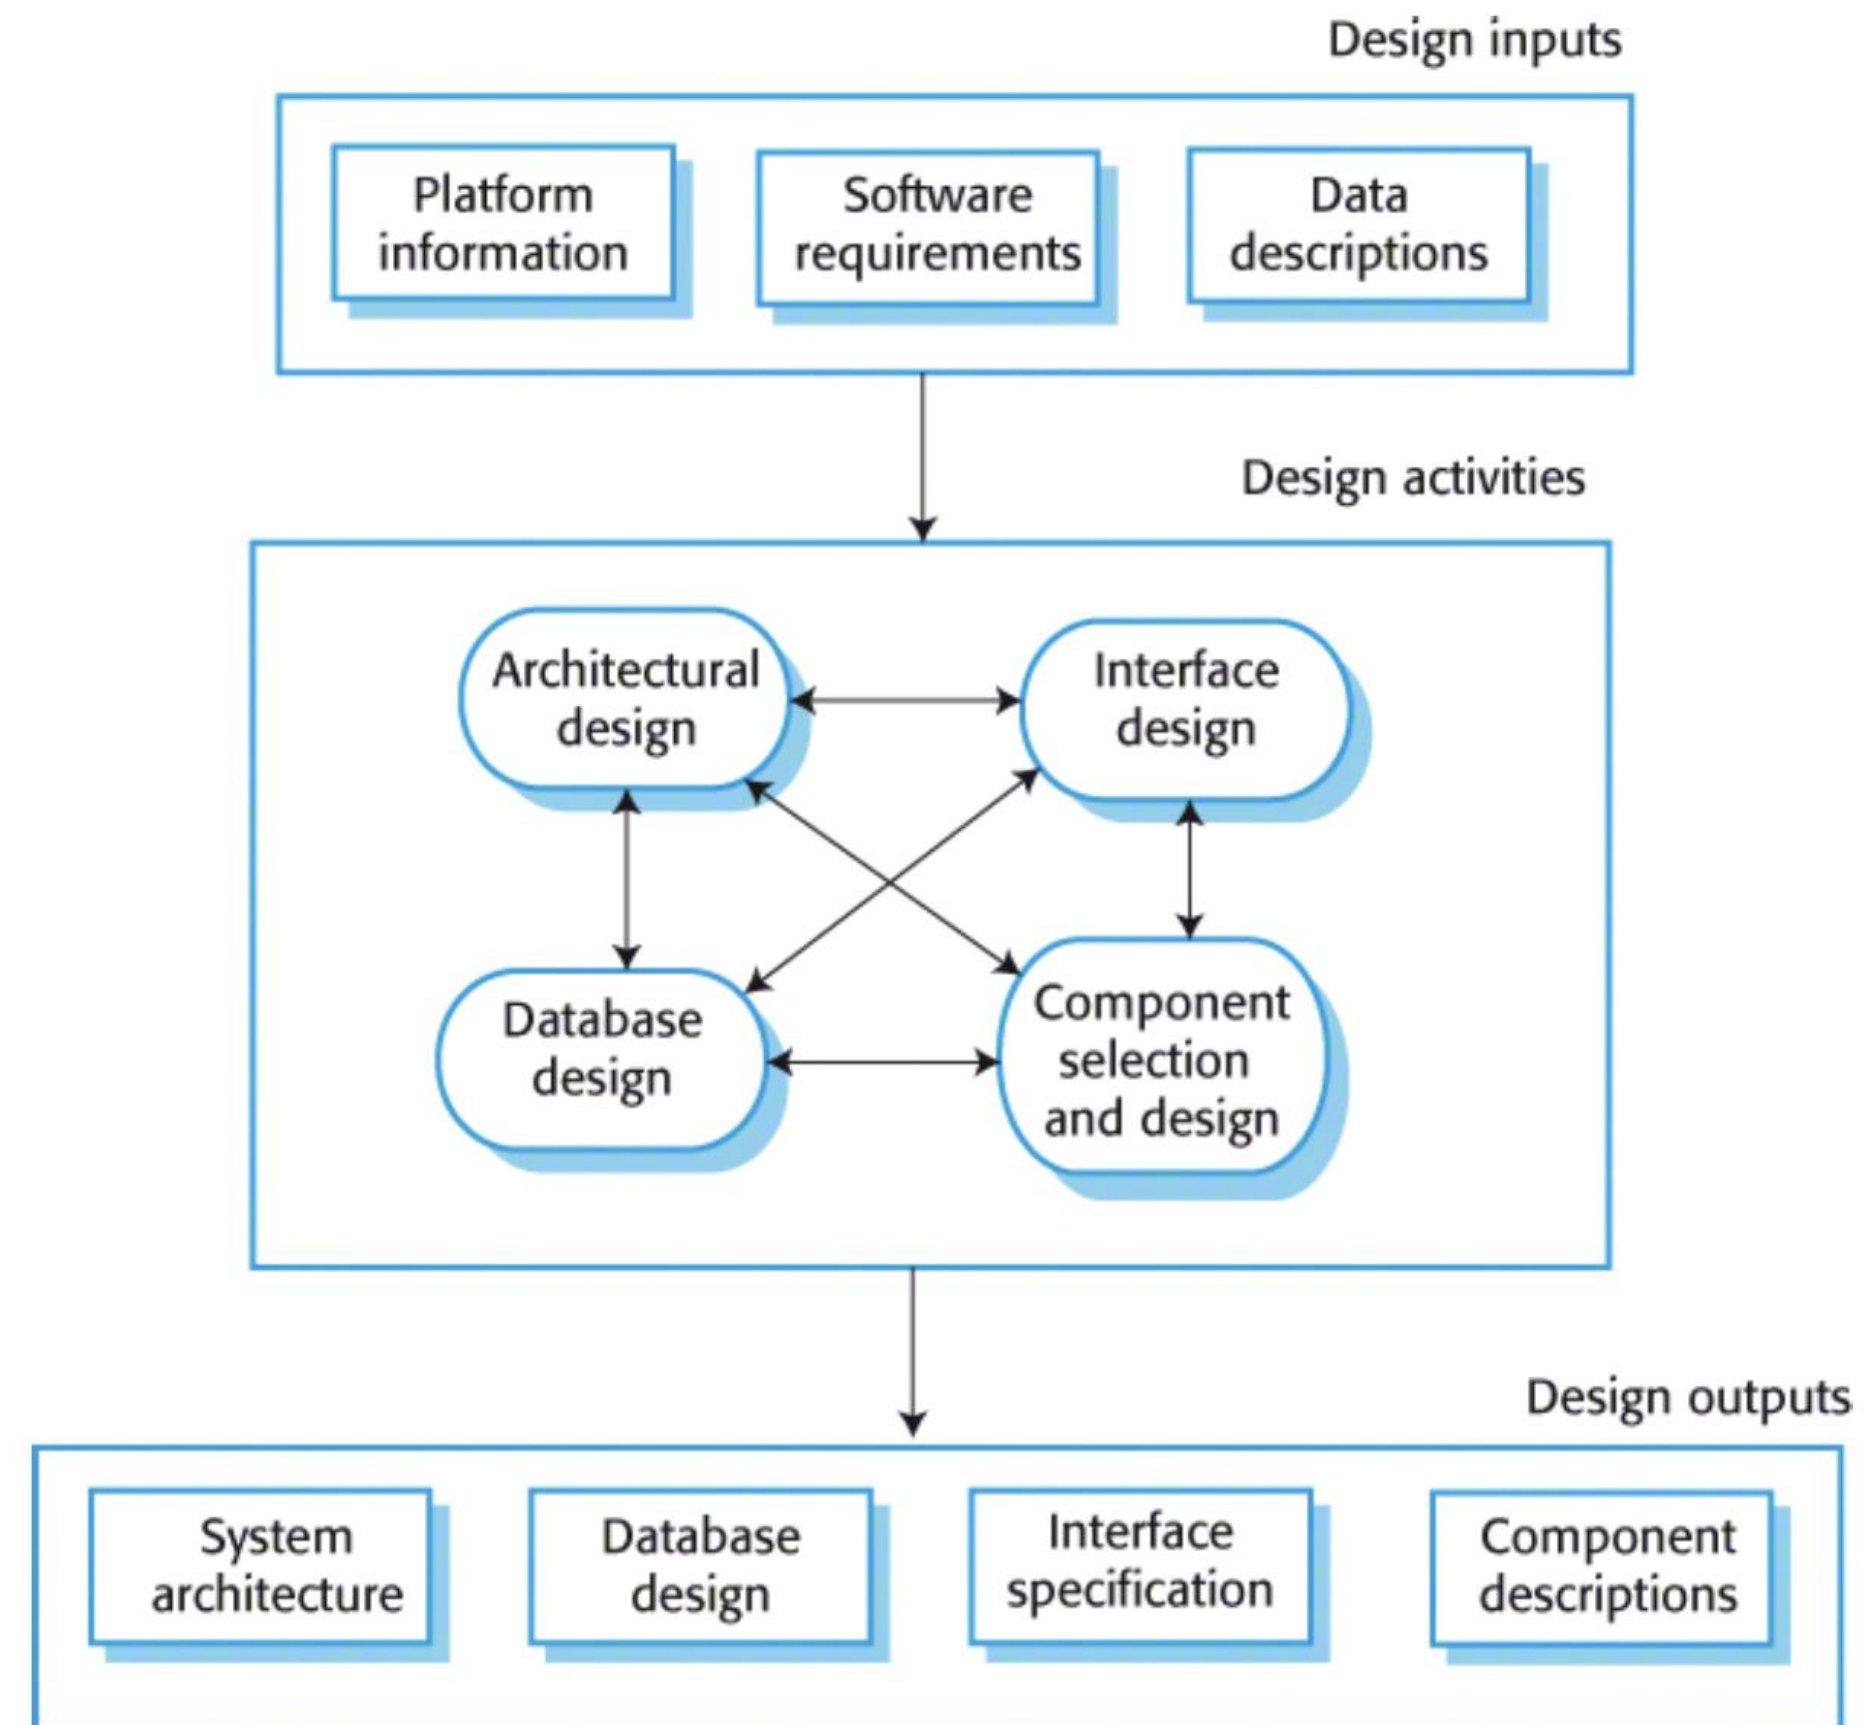 Design inputs
Platform
information
Software
requirements
Data
descriptions
Design activities
Architectural
design
Interface
design
Database
design
Component
selection
and design
Design outputs
System
architecture
Database
design
Interface
specification
Component
descriptions